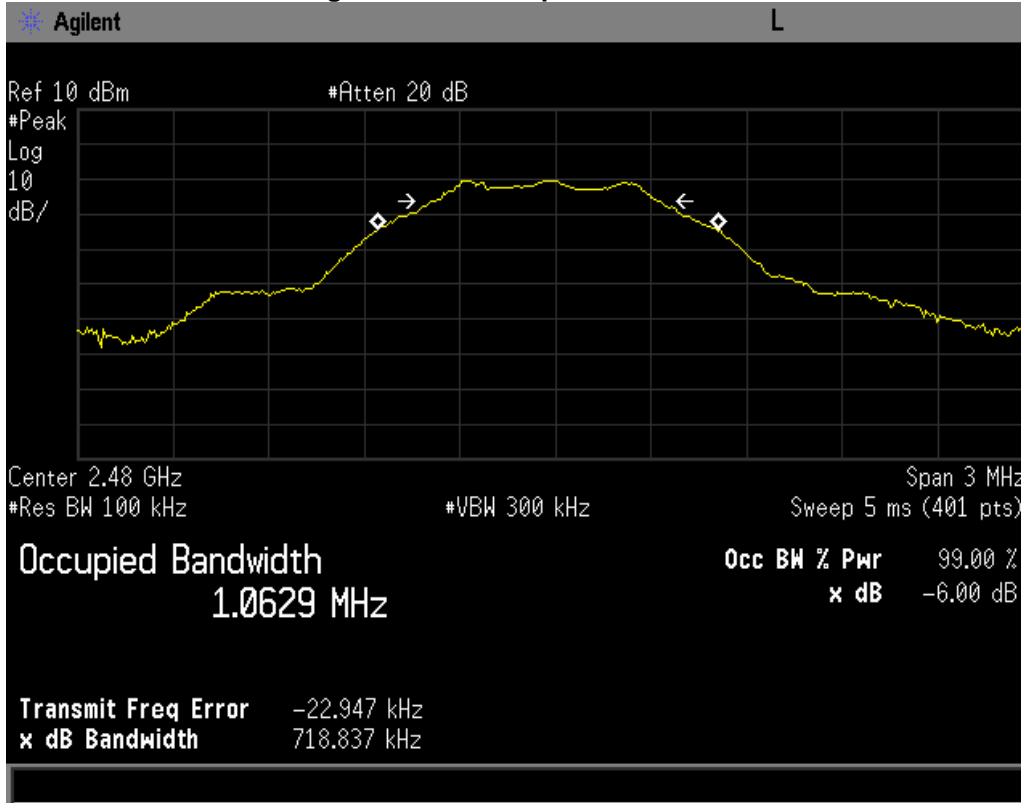 Agilent L
Ref 10 dBm #Atten 20 dB
#Peak
Log
10
dB/
Center 2.48 GHz Span 3 MHz
#Res BW 100 kHz #VBW 300 kHz Sweep 5 ms (401 pts)
Occupied Bandwidth Occ BW % Pwr 99.00 %
1.0629 MHz x dB -6.00 dB
Transmit Freq Error -22.947 kHz
x dB Bandwidth 718.837 kHz